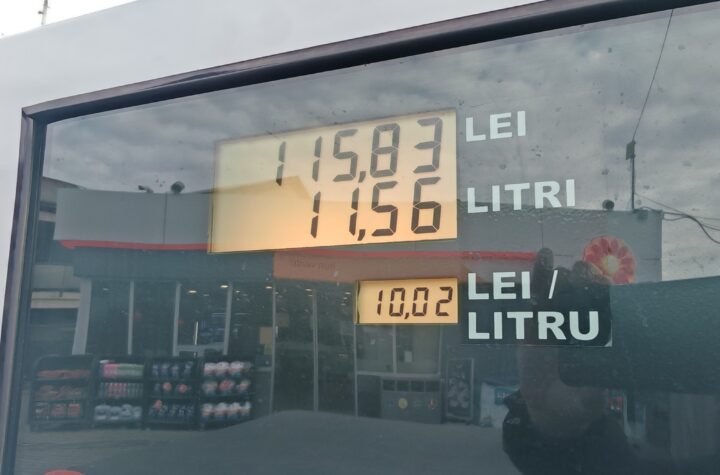 115,83 LEI
11,56 LITRI
10,02 LEI /
LITRU